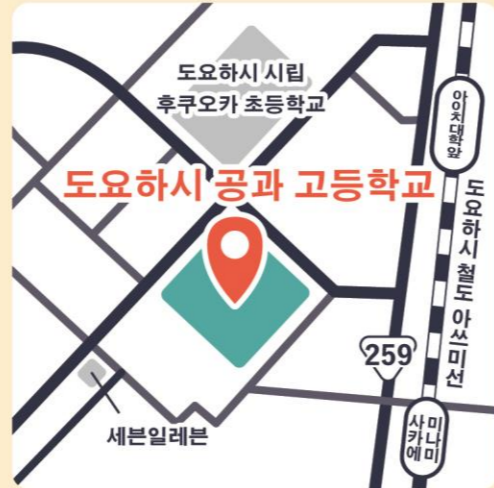 도요하시 시립
후쿠오카 초등학교
도요하시 공과 고등학교
아이치대학앞
도요하시 철도 아쓰미선
259
미나미
사카에
세븐일레븐